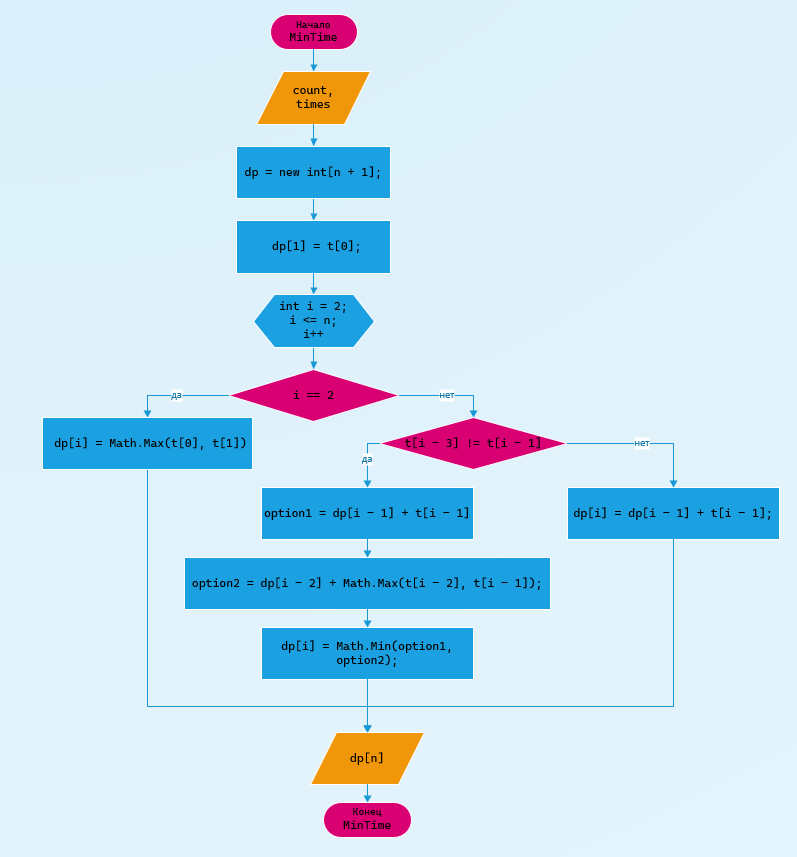 Начало
MinTime
count,
times
dp = new int[n + 1];
dp[1] = t[0];
int i = 2;
i <= n;
i++
i == 2
да
нет
dp[i] = Math.Max(t[0], t[1])
t[i − 3] != t[i − 1]
да
нет
option1 = dp[i − 1] + t[i − 1]
dp[i] = dp[i − 1] + t[i − 1];
option2 = dp[i − 2] + Math.Max(t[i − 2], t[i − 1]);
dp[i] = Math.Min(option1,
option2);
dp[n]
Конец
MinTime